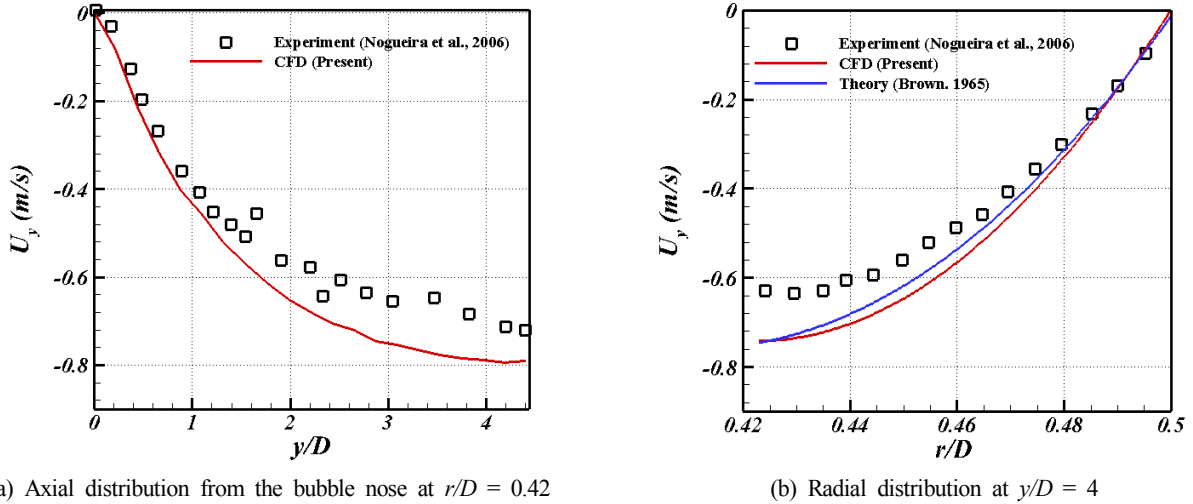 0
-0.2
-0.4
-0.6
-0.8
U_y (m/s)
Experiment (Nogueira et al., 2006)
CFD (Present)
0 1 2 3 4
y/D
0
-0.2
-0.4
-0.6
-0.8
U_y (m/s)
Experiment (Nogueira et al., 2006)
CFD (Present)
Theory (Brown. 1965)
0.42 0.44 0.46 0.48 0.5
r/D
a) Axial distribution from the bubble nose at r/D = 0.42
(b) Radial distribution at y/D = 4